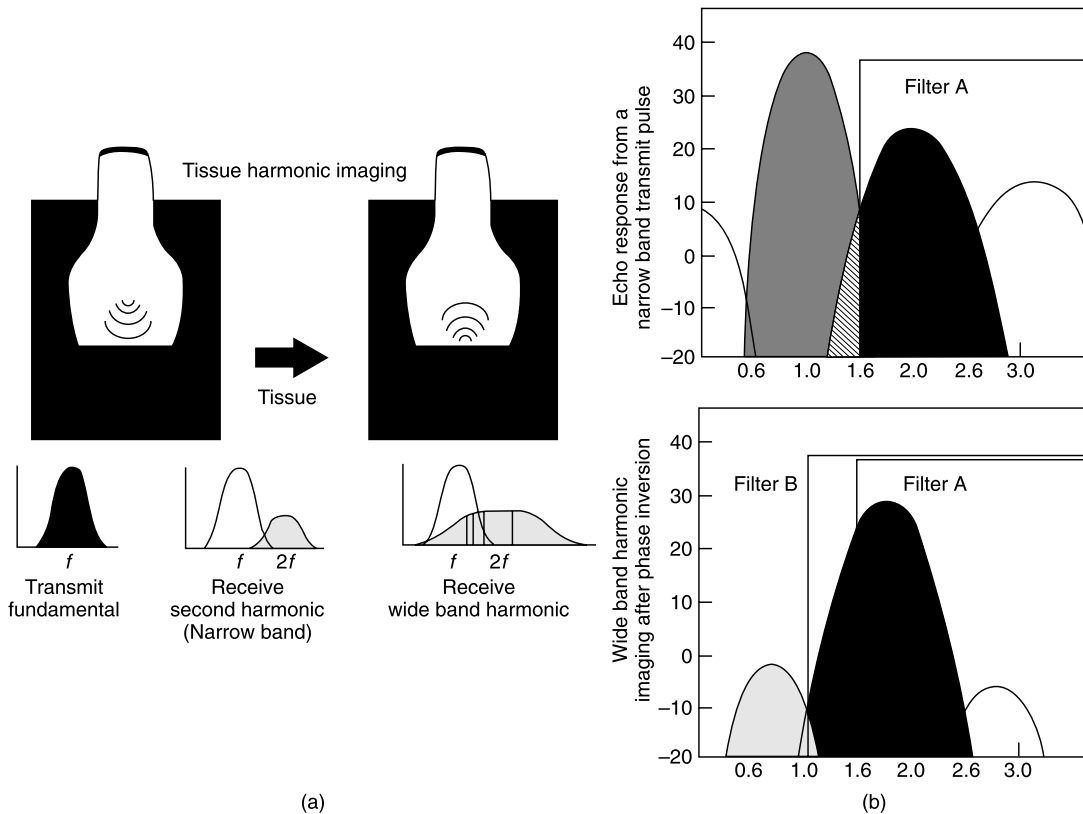 Tissue harmonic imaging
Tissue
f
Transmit
fundamental
f 2f
Receive
second harmonic
(Narrow band)
f 2f
Receive
wide band harmonic
(a)
Echo response from a
narrow band transmit pulse
40
30
20
10
0
–10
–20
Filter A
0.6 1.0 1.6 2.0 2.6 3.0
Wide band harmonic
imaging after phase inversion
40
30
20
10
0
–10
–20
Filter B Filter A
0.6 1.0 1.6 2.0 2.6 3.0
(b)